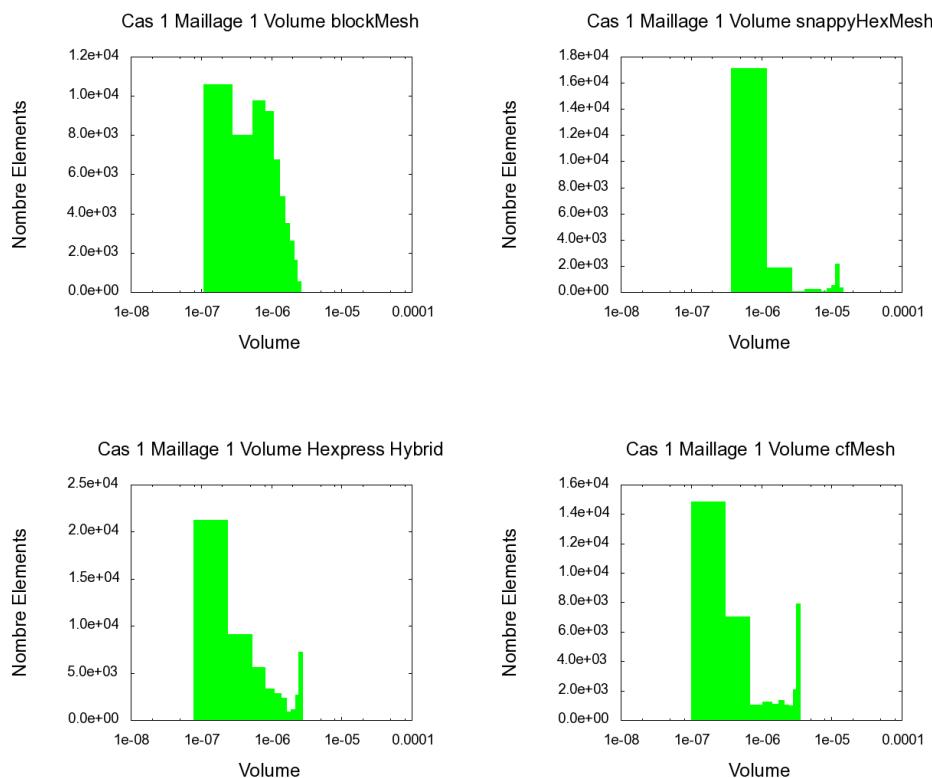 Cas 1 Maillage 1 Volume blockMesh
Nombre Elements
1.2e+04
1.0e+04
8.0e+03
6.0e+03
4.0e+03
2.0e+03
0.0e+00
1e-08 1e-07 1e-06 1e-05 0.0001
Volume
Cas 1 Maillage 1 Volume snappyHexMesh
Nombre Elements
1.8e+04
1.6e+04
1.4e+04
1.2e+04
1.0e+04
8.0e+03
6.0e+03
4.0e+03
2.0e+03
0.0e+00
1e-08 1e-07 1e-06 1e-05 0.0001
Volume
Cas 1 Maillage 1 Volume Hexpress Hybrid
Nombre Elements
2.5e+04
2.0e+04
1.5e+04
1.0e+04
5.0e+03
0.0e+00
1e-08 1e-07 1e-06 1e-05 0.0001
Volume
Cas 1 Maillage 1 Volume cfMesh
Nombre Elements
1.6e+04
1.4e+04
1.2e+04
1.0e+04
8.0e+03
6.0e+03
4.0e+03
2.0e+03
0.0e+00
1e-08 1e-07 1e-06 1e-05 0.0001
Volume